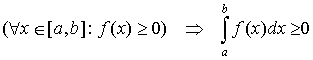 (∀x∈[a,b]: f(x) ≥ 0) ⇒ ∫_a^b f(x)dx ≥0